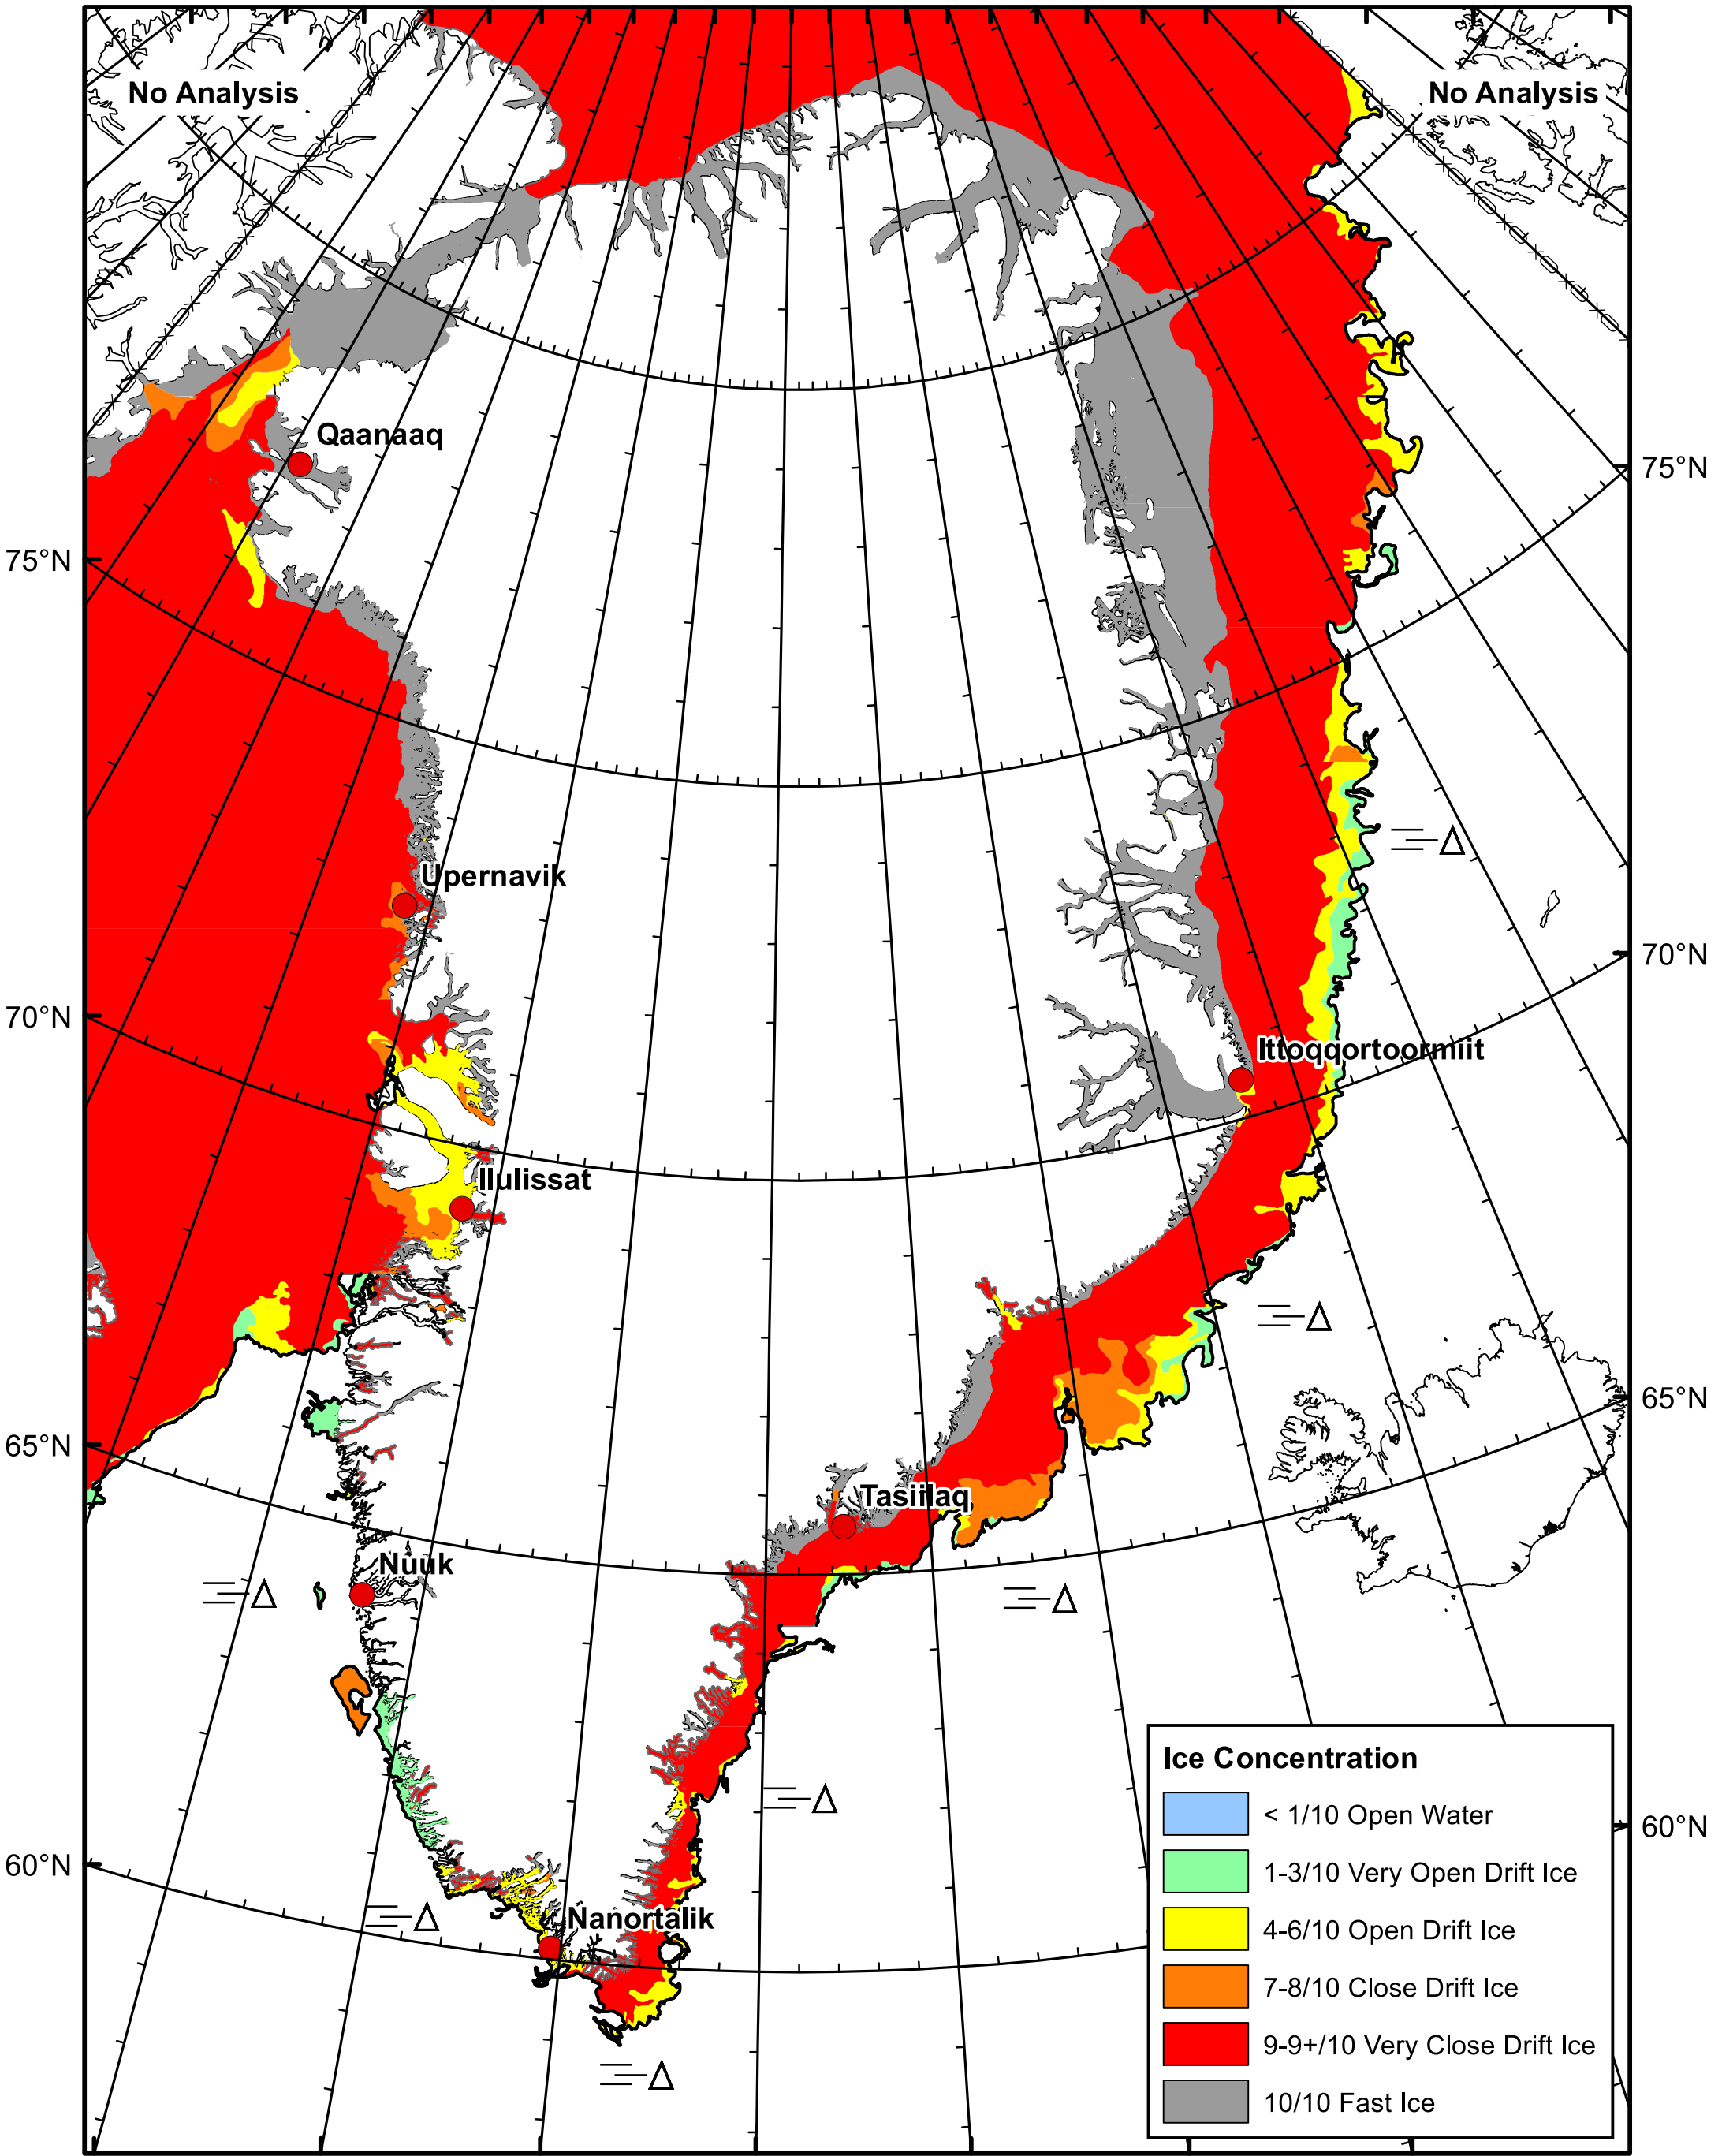 No Analysis
No Analysis
Qaanaaq
75°N
75°N
Upernavik
70°N
70°N
Ittoqqortoormiit
Ilulissat
65°N
65°N
Tasiilaq
Nuuk
60°N
60°N
Nanortalik
Ice Concentration
< 1/10 Open Water
1-3/10 Very Open Drift Ice
4-6/10 Open Drift Ice
7-8/10 Close Drift Ice
9-9+/10 Very Close Drift Ice
10/10 Fast Ice